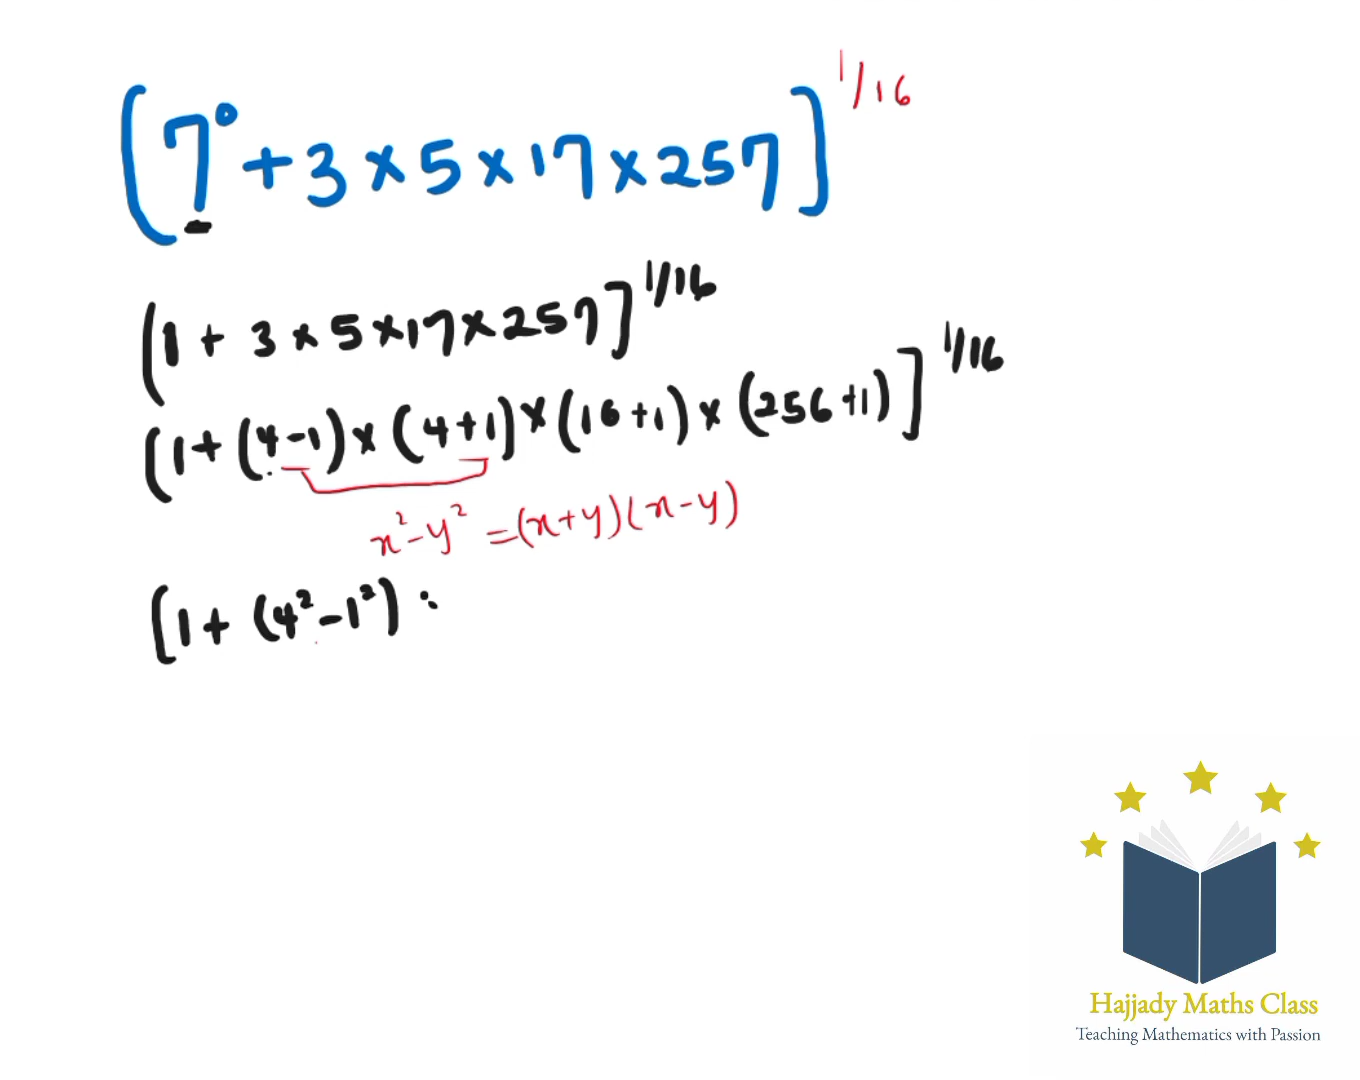 [7⁰ + 3 × 5 × 17 × 257]^1/16
[1 + 3 × 5 × 17 × 257]^1/16
[1 + (4 - 1) × (4 + 1) × (16 + 1) × (256 + 1)]^1/16
x² - y² = (x + y)(x - y)
[1 + (4² - 1²)
Hajjady Maths Class
Teaching Mathematics with Passion